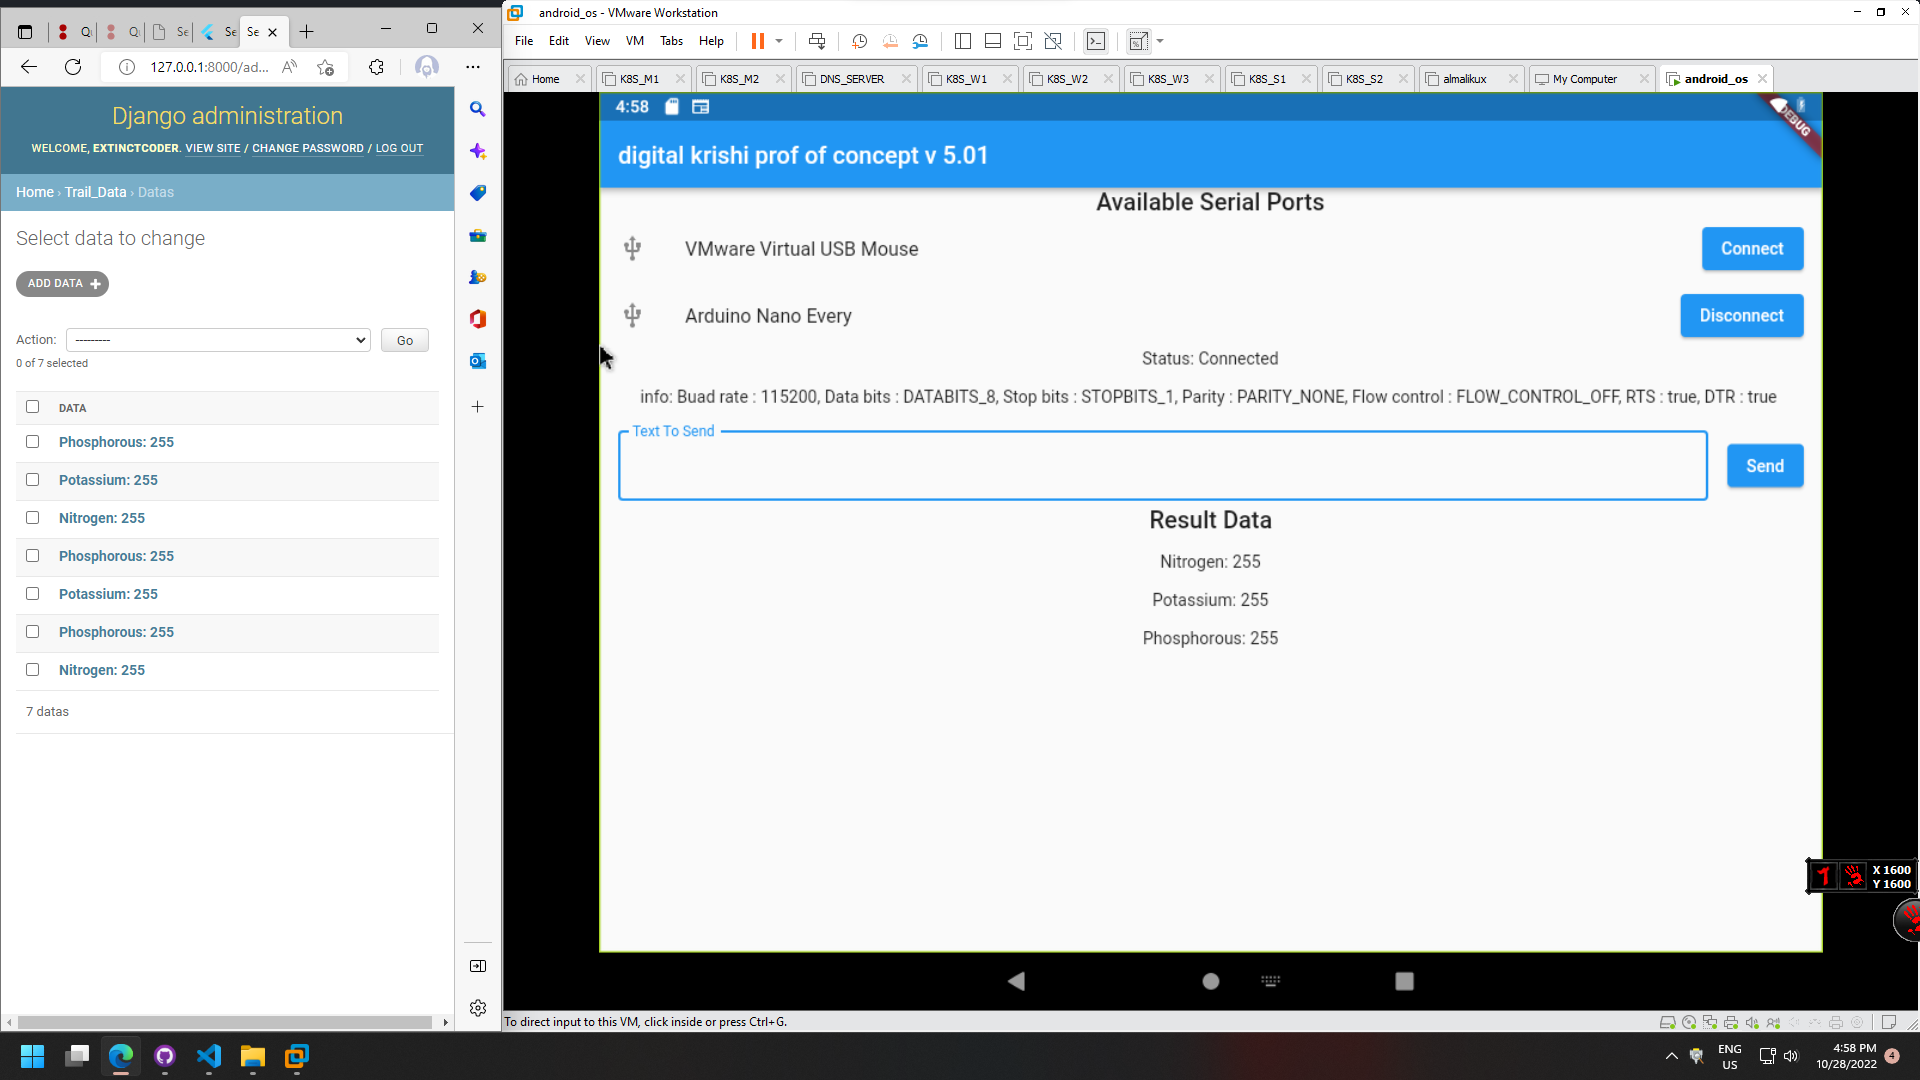 Qu
Qu
Se
Se
Se
127.0.0.1:8000/ad...
Django administration
WELCOME, EXTINCTCODER. VIEW SITE / CHANGE PASSWORD / LOG OUT
Home › Trail_Data › Datas
Select data to change
ADD DATA +
Action: --------- Go
0 of 7 selected
DATA
Phosphorous: 255
Potassium: 255
Nitrogen: 255
Phosphorous: 255
Potassium: 255
Phosphorous: 255
Nitrogen: 255
7 datas
android_os - VMware Workstation
File Edit View VM Tabs Help
Home K8S_M1 K8S_M2 DNS_SERVER K8S_W1 K8S_W2 K8S_W3 K8S_S1 K8S_S2 almalikux My Computer android_os
4:58
DEBUG
digital krishi prof of concept v 5.01
Available Serial Ports
VMware Virtual USB Mouse Connect
Arduino Nano Every Disconnect
Status: Connected
info: Buad rate : 115200, Data bits : DATABITS_8, Stop bits : STOPBITS_1, Parity : PARITY_NONE, Flow control : FLOW_CONTROL_OFF, RTS : true, DTR : true
Text To Send
Send
Result Data
Nitrogen: 255
Potassium: 255
Phosphorous: 255
X 1600
Y 1600
To direct input to this VM, click inside or press Ctrl+G.
ENG
US
4:58 PM
10/28/2022
4